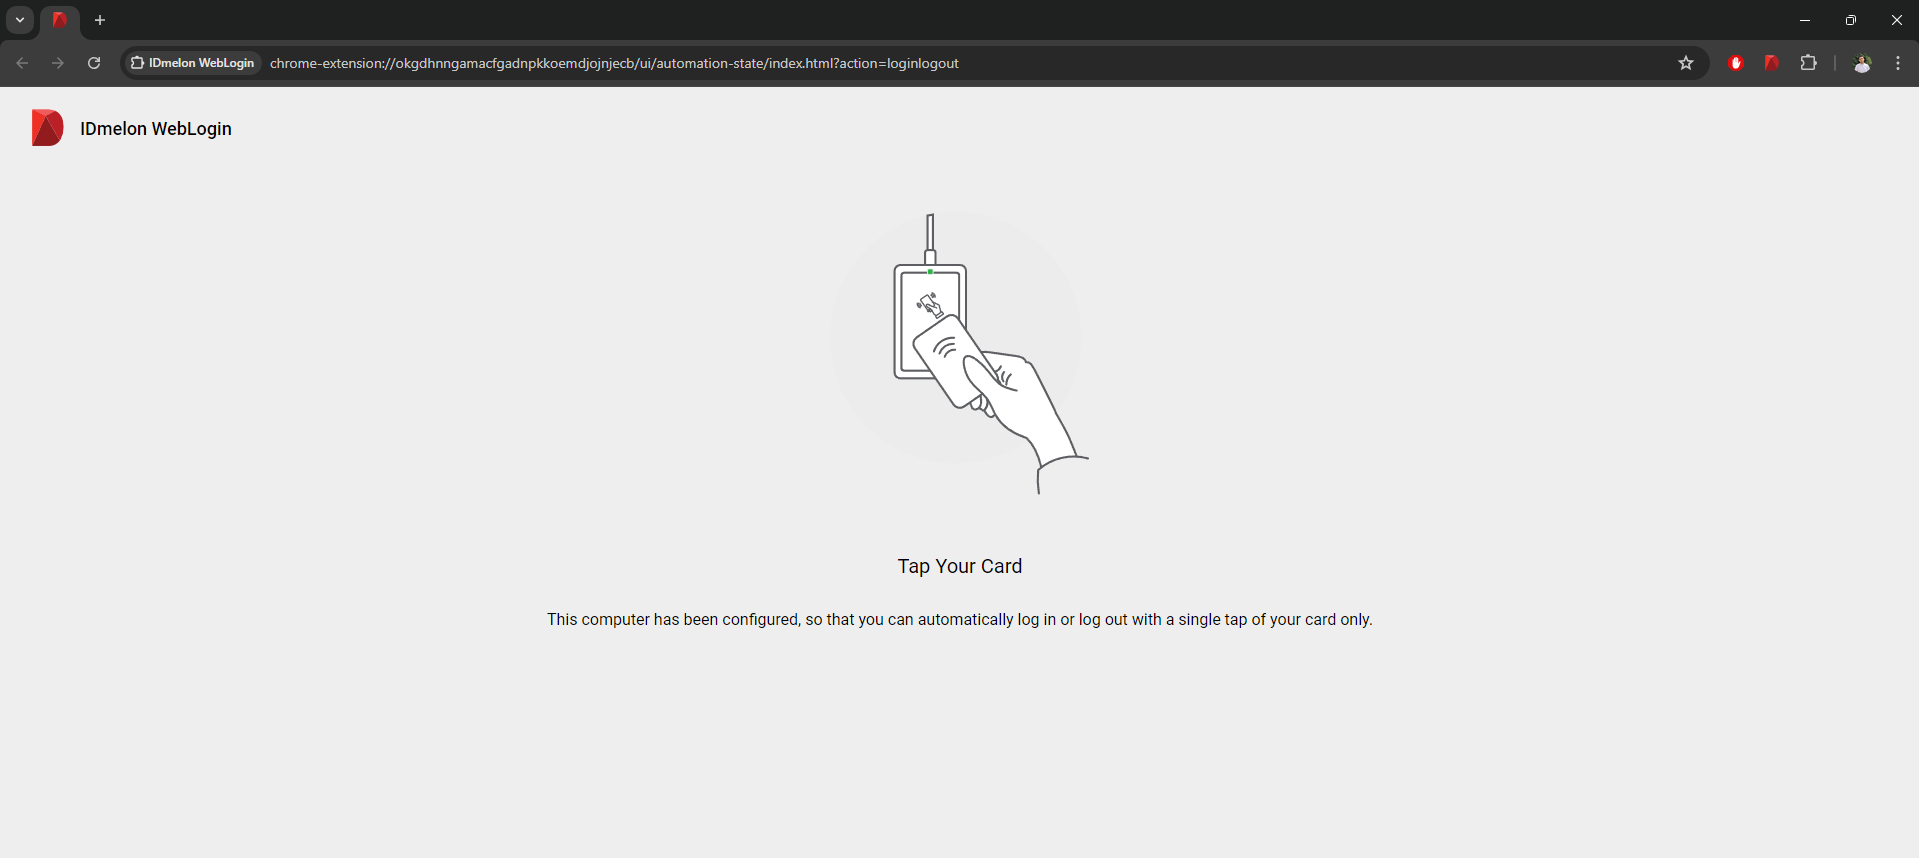 IDmelon WebLogin
chrome-extension://okgdhnngamacfgadnpkkoemdjojnjecb/ui/automation-state/index.html?action=loginlogout
IDmelon WebLogin
Tap Your Card
This computer has been configured, so that you can automatically log in or log out with a single tap of your card only.